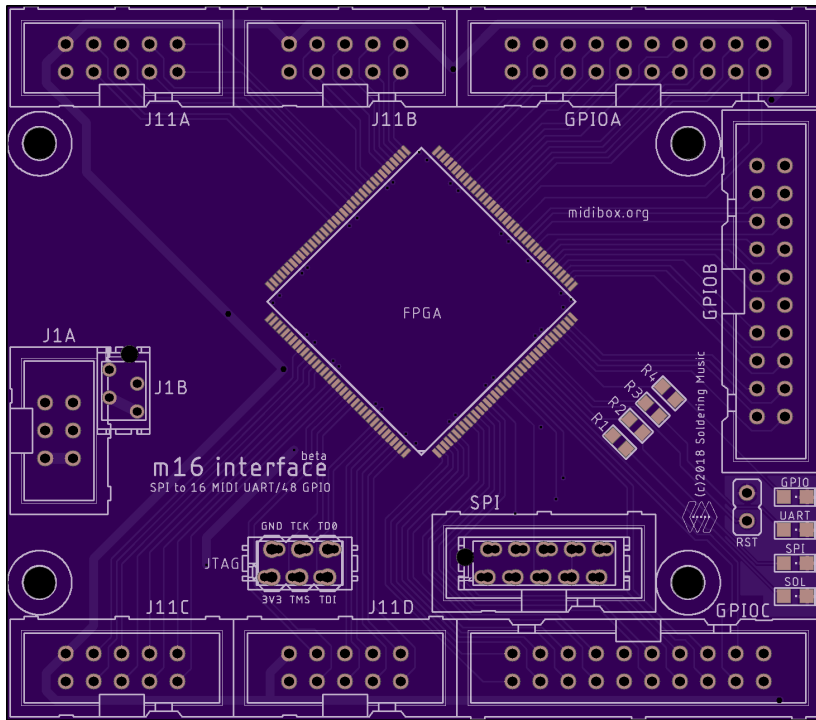 J11A
J11B
GPIOA
midibox.org
GPIOB
FPGA
J1A
J1B
R1
R2
R3
R4
(c)2018 Soldering Music
m16 interface beta
SPI to 16 MIDI UART/48 GPIO
SPI
GPIO
UART
RST
SPI
SOL
GND TCK TDO
JTAG
3V3 TMS TDI
J11C
J11D
GPIOC